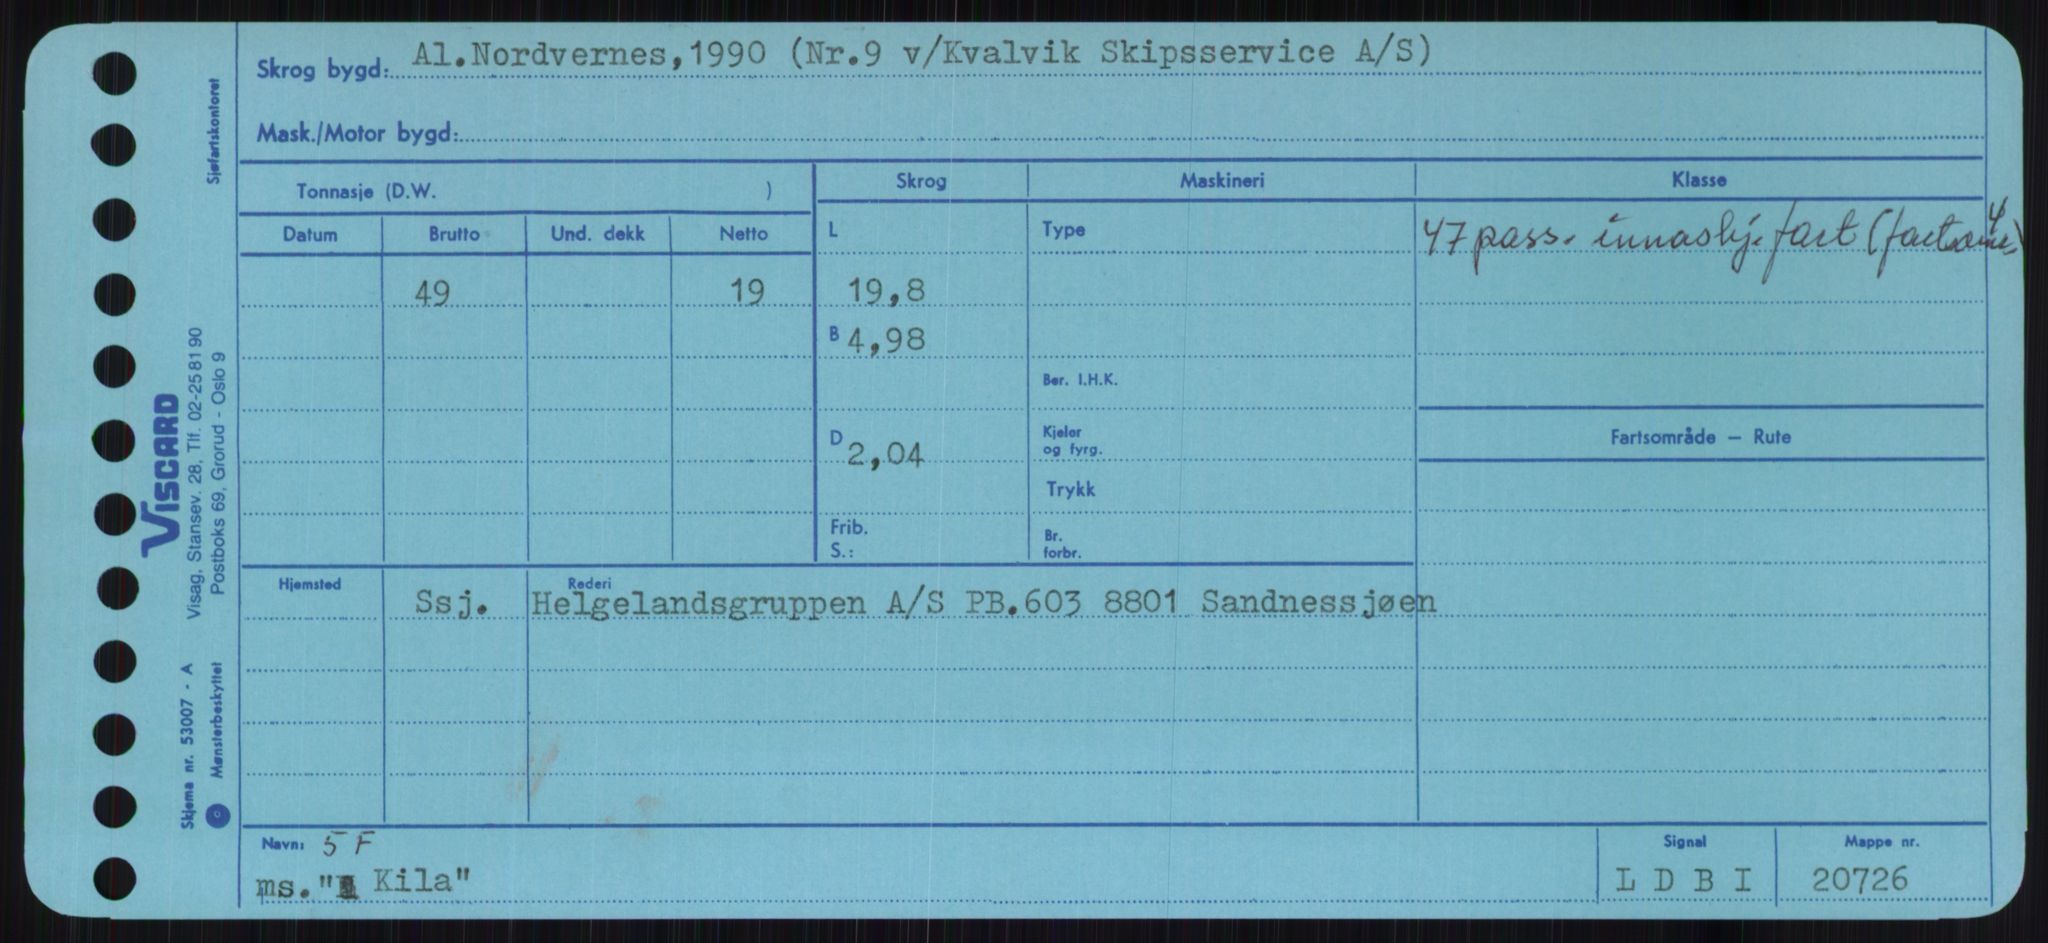 Skrog bygd: Al.Nordvernes,1990 (Nr.9 v/Kvalvik Skipsservice A/S)
Mask./Motor bygd:
Tonnasje (D.W. )
Skrog
Maskineri
Klasse
Datum
Brutto
Und. dekk
Netto
L
Type
47 pass. i
fart
4
49
19
19,8
B 4,98
Ber. I.H.K.
Fartsområde — Rute
D 2,04
Kjeler
og fyrg.
Trykk
Frib.
S.:
Br.
forbr.
Hjemsted
Rederi
Ssj.
Helgelandsgruppen A/S PB.603 8801 Sandnessjøen
Navn: 5 F
ms." Kila"
Signal
L D B I
Mappe nr.
20726
Sjøfartskontoret
VISCARD
Visag, Stansev. 28, Tlf. 02-25 81 90
Postboks 69, Grorud - Oslo 9
Skjema nr. 53007 - A
Mønsterbeskyttet